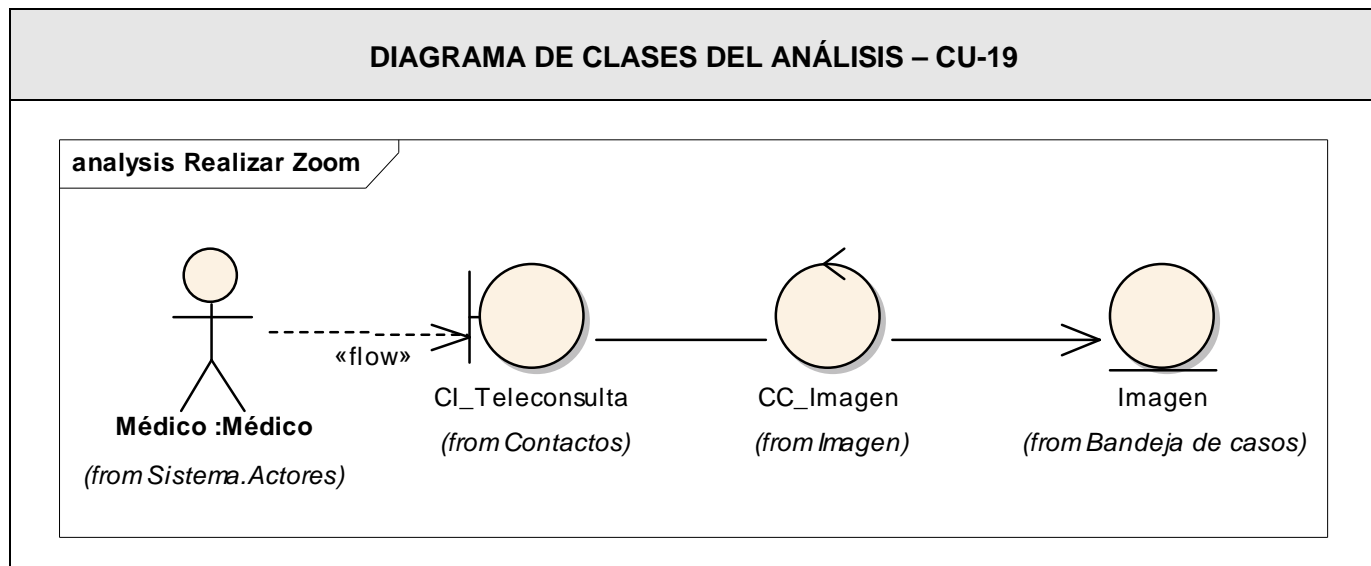 DIAGRAMA DE CLASES DEL ANÁLISIS – CU-19
analysis Realizar Zoom
«flow»
Médico :Médico
(from Sistema.Actores)
CI_Teleconsulta
(from Contactos)
CC_Imagen
(from Imagen)
Imagen
(from Bandeja de casos)